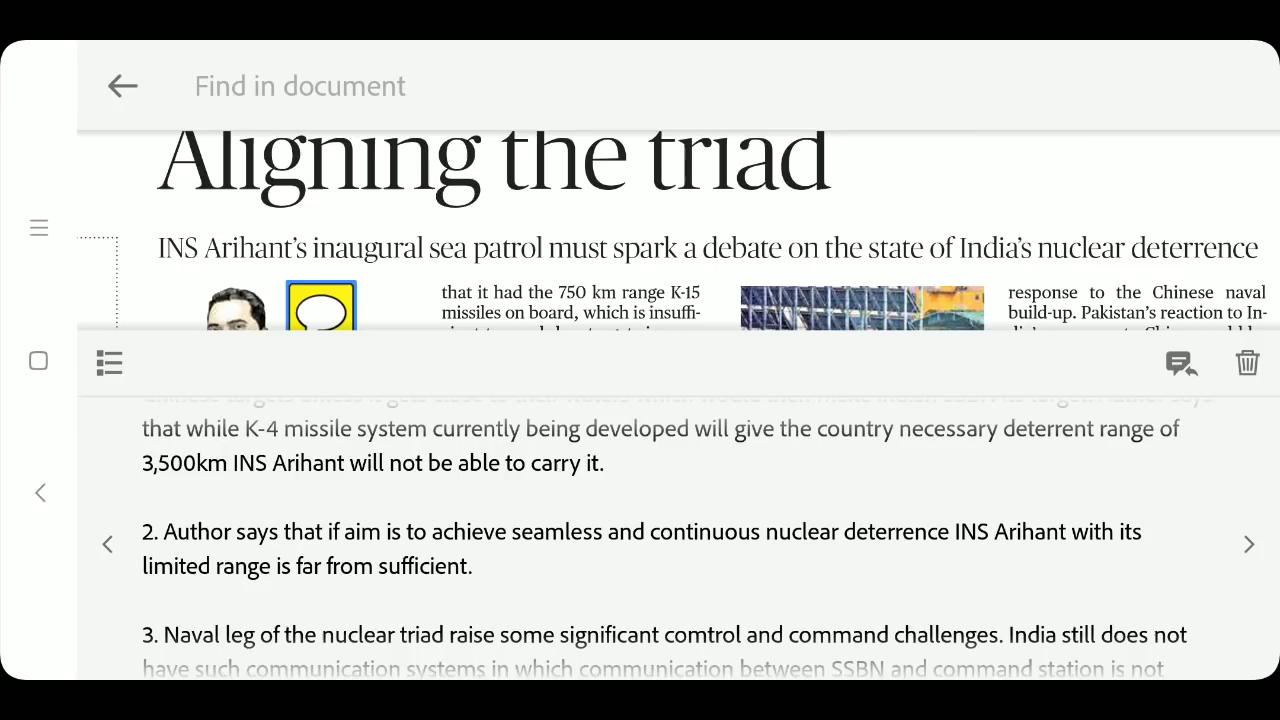 Find in document
Aligning the triad
INS Arihant's inaugural sea patrol must spark a debate on the state of India's nuclear deterrence
that it had the 750 km range K-15
missiles on board, which is insuffi-
response to the Chinese naval
build-up. Pakistan's reaction to In-
that while K-4 missile system currently being developed will give the country necessary deterrent range of
3,500km INS Arihant will not be able to carry it.
2. Author says that if aim is to achieve seamless and continuous nuclear deterrence INS Arihant with its
limited range is far from sufficient.
3. Naval leg of the nuclear triad raise some significant comtrol and command challenges. India still does not
have such communication systems in which communication between SSBN and command station is not